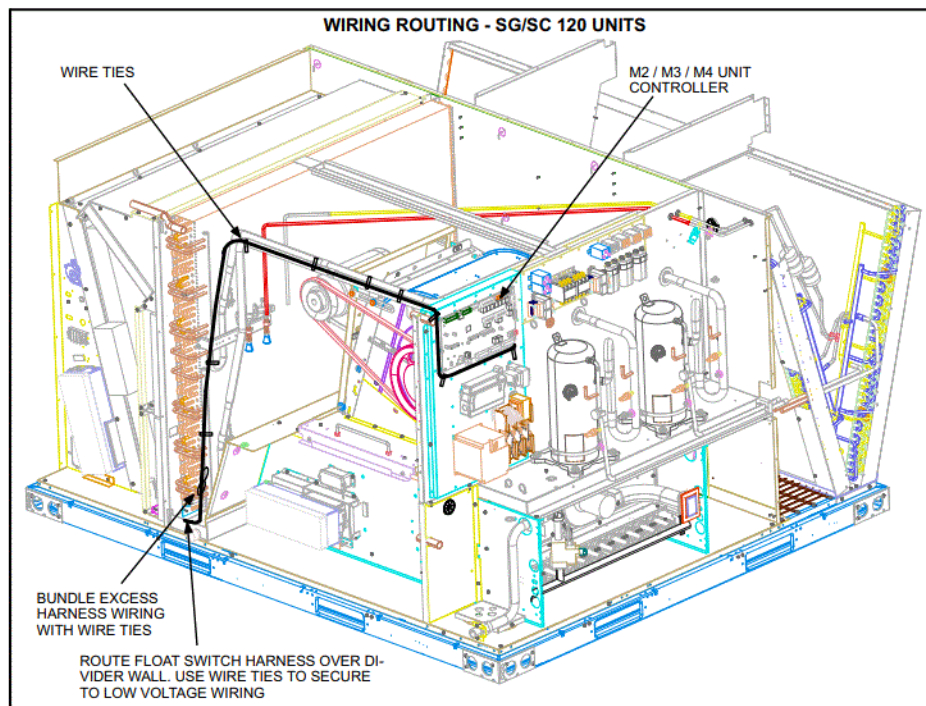 WIRING ROUTING - SG/SC 120 UNITS
WIRE TIES
M2 / M3 / M4 UNIT
CONTROLLER
BUNDLE EXCESS
HARNESS WIRING
WITH WIRE TIES
ROUTE FLOAT SWITCH HARNESS OVER DI-
VIDER WALL. USE WIRE TIES TO SECURE
TO LOW VOLTAGE WIRING